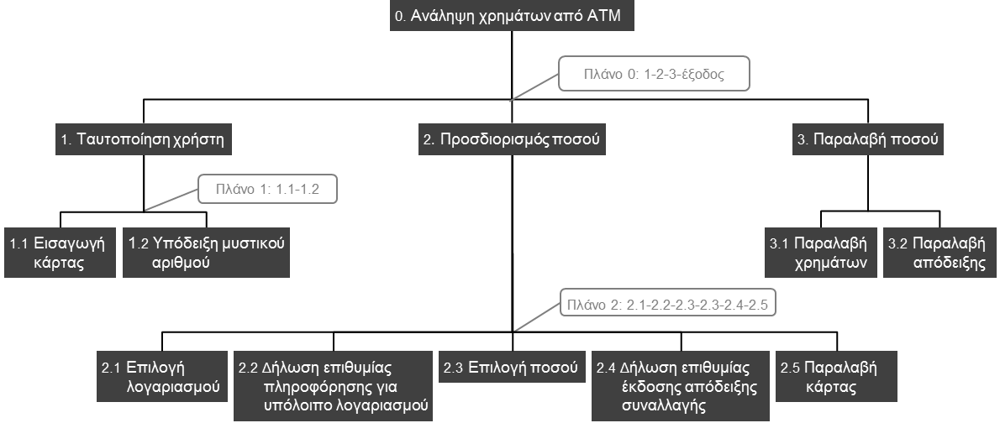 0. Ανάληψη χρημάτων από ΑΤΜ
Πλάνο 0: 1-2-3-έξοδος
1. Ταυτοποίηση χρήστη
2. Προσδιορισμός ποσού
3. Παραλαβή ποσού
Πλάνο 1: 1.1-1.2
1.1 Εισαγωγή
κάρτας
1.2 Υπόδειξη μυστικού
αριθμού
3.1 Παραλαβή
χρημάτων
3.2 Παραλαβή
απόδειξης
Πλάνο 2: 2.1-2.2-2.3-2.3-2.4-2.5
2.1 Επιλογή
λογαριασμού
2.2 Δήλωση επιθυμίας
πληροφόρησης για
υπόλοιπο λογαριασμού
2.3 Επιλογή ποσού
2.4 Δήλωση επιθυμίας
έκδοσης απόδειξης
συναλλαγής
2.5 Παραλαβή
κάρτας